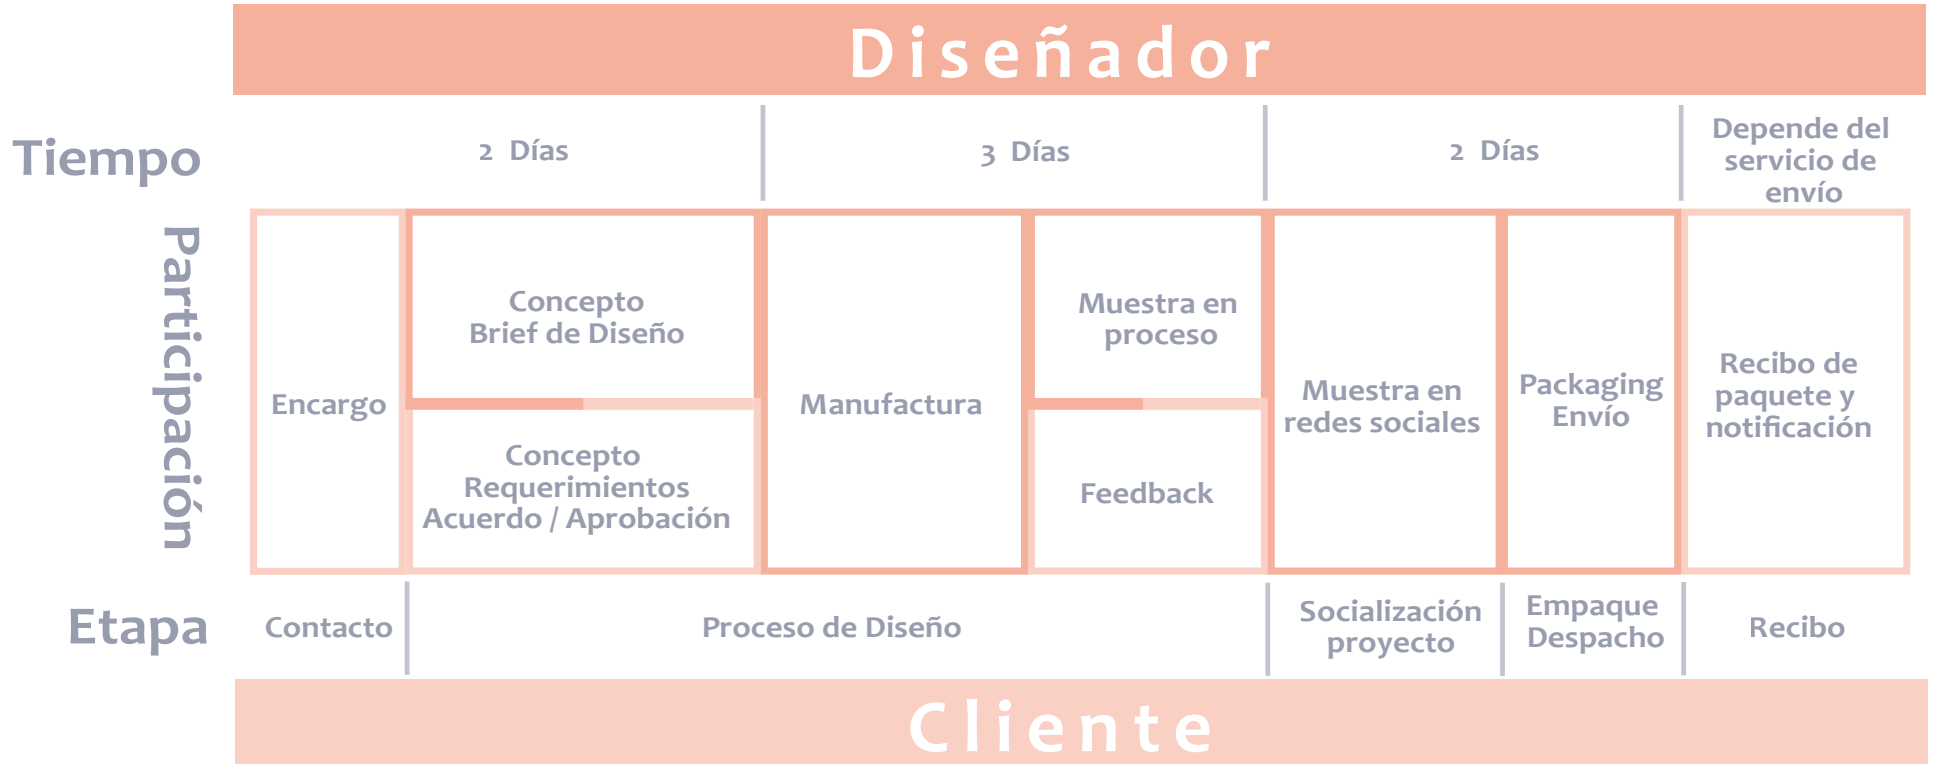 Diseñador
Tiempo
2 Días
3 Días
2 Días
Depende del
servicio de
envío
Participación
Encargo
Concepto
Brief de Diseño
Concepto
Requerimientos
Acuerdo / Aprobación
Manufactura
Muestra en
proceso
Feedback
Muestra en
redes sociales
Packaging
Envío
Recibo de
paquete y
notificación
Etapa
Contacto
Proceso de Diseño
Socialización
proyecto
Empaque
Despacho
Recibo
Cliente